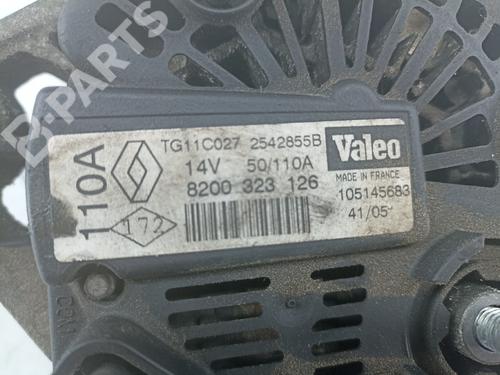 B-PARTS
110A
172
TG11C027 2542855B
14V 50/110A
8200 323 126
Valeo
MADE IN FRANCE
105145683
41/05